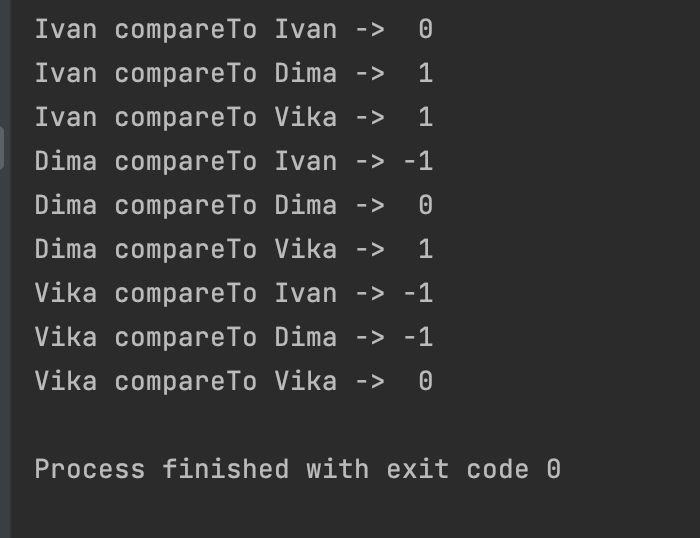 Ivan compareTo Ivan ->  0
Ivan compareTo Dima ->  1
Ivan compareTo Vika ->  1
Dima compareTo Ivan -> -1
Dima compareTo Dima ->  0
Dima compareTo Vika ->  1
Vika compareTo Ivan -> -1
Vika compareTo Dima -> -1
Vika compareTo Vika ->  0
Process finished with exit code 0